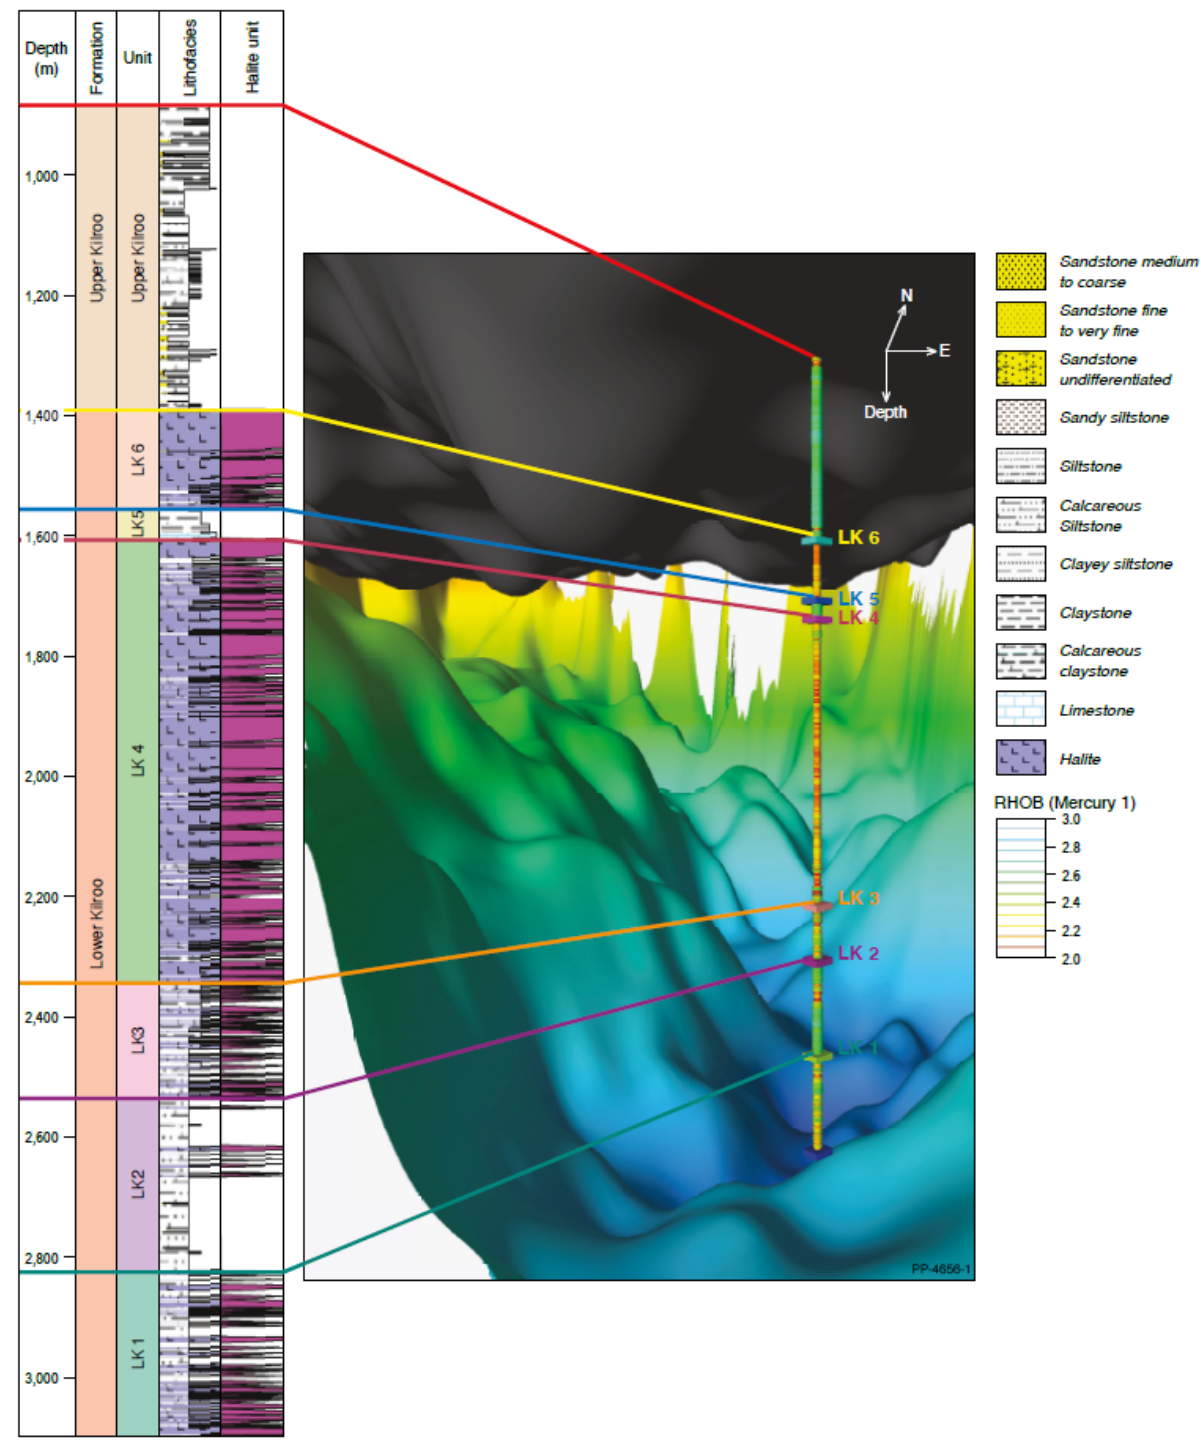 Depth
(m)
Formation
Unit
Lithofacies
Halite unit
1,000
1,200
1,400
1,600
1,800
2,000
2,200
2,400
2,600
2,800
3,000
Upper Kilroo
Lower Kilroo
Upper Kilroo
LK 6
LK5
LK 4
LK3
LK2
LK 1
N
E
Depth
LK 6
LK 5
LK 4
LK 3
LK 2
LK 1
PP-4656-1
Sandstone medium
to coarse
Sandstone fine
to very fine
Sandstone
undifferentiated
Sandy siltstone
Siltstone
Calcareous
Siltstone
Clayey siltstone
Claystone
Calcareous
claystone
Limestone
Halite
RHOB (Mercury 1)
3.0
2.8
2.6
2.4
2.2
2.0